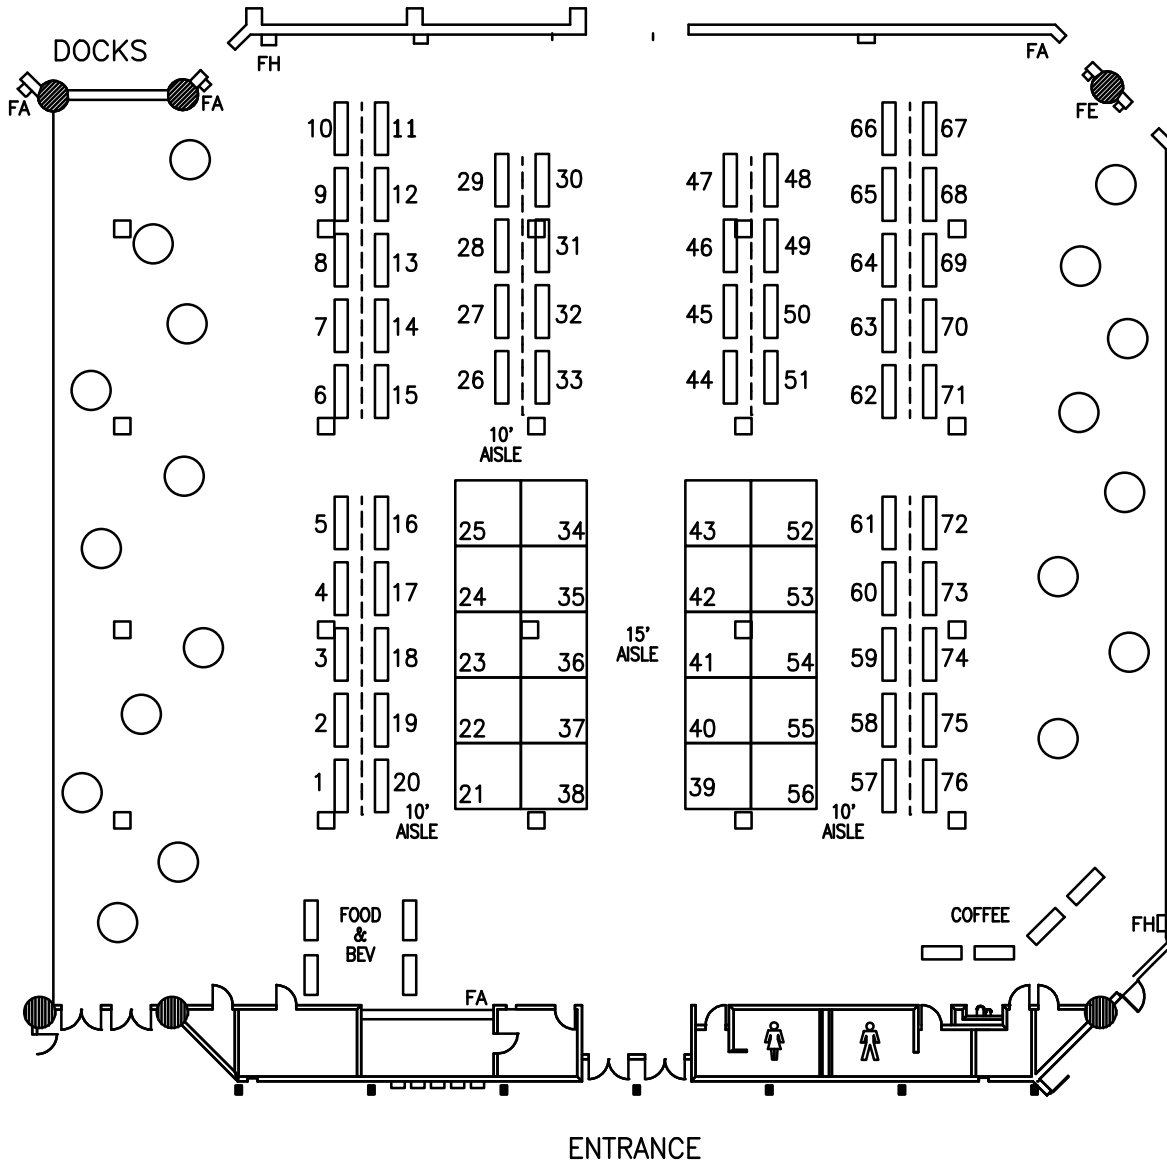 DOCKS
FH
FA
FA
FA
FE
10 11
66 67
29 30
47 48
9 12
65 68
28 31
46 49
8 13
64 69
27 32
45 50
7 14
63 70
26 33
44 51
6 15
62 71
10'
AISLE
5 16
25 34
43 52
61 72
4 17
24 35
42 53
60 73
15'
AISLE
3 18
23 36
41 54
59 74
2 19
22 37
40 55
58 75
1 20
21 38
39 56
57 76
10'
AISLE
10'
AISLE
FOOD
&
BEV
COFFEE
FH
FA
ENTRANCE